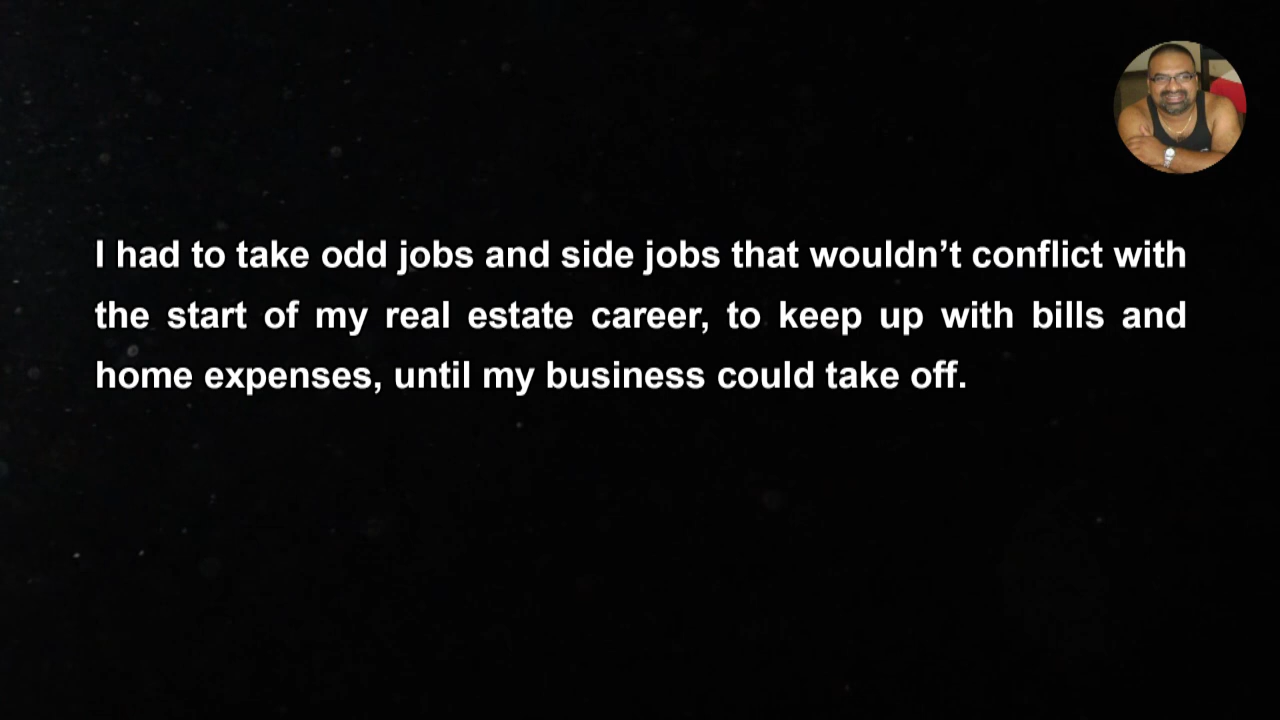 I had to take odd jobs and side jobs that wouldn’t conflict with
the start of my real estate career, to keep up with bills and
home expenses, until my business could take off.